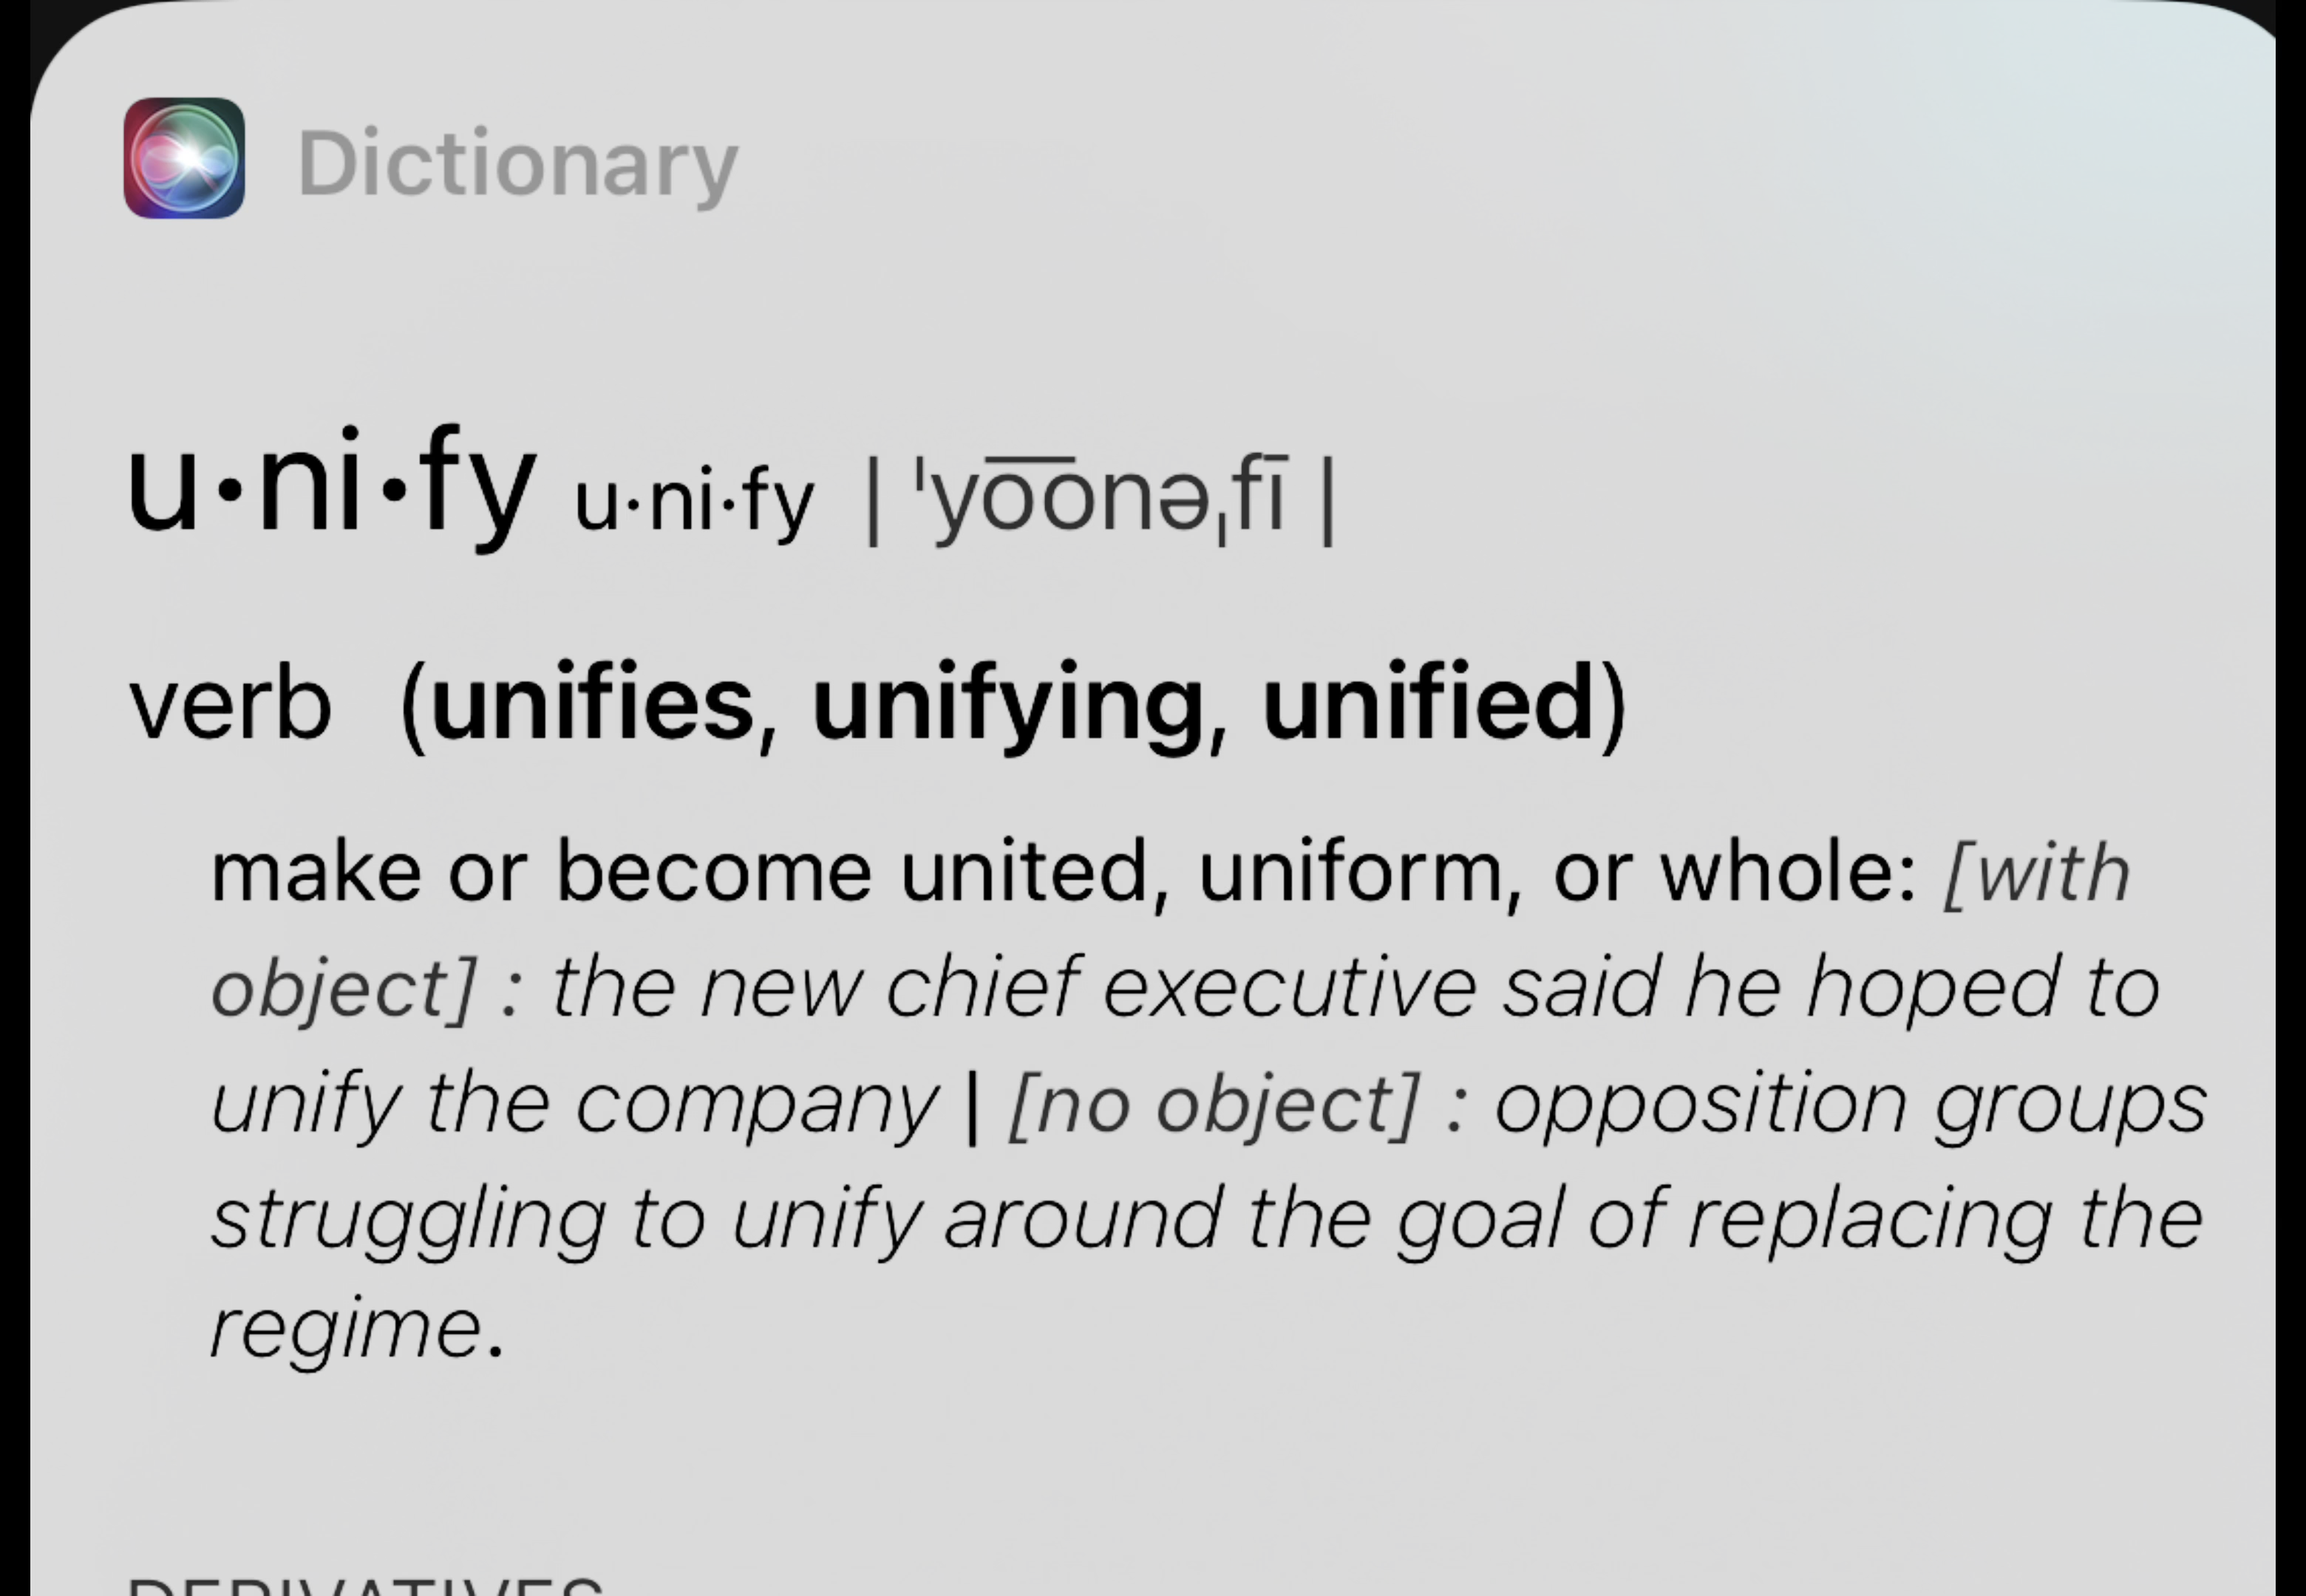 Dictionary
u·ni·fy u·ni·fy | ˈyo͞onəˌfī |
verb (unifies, unifying, unified)
make or become united, uniform, or whole: [with
object] : the new chief executive said he hoped to
unify the company | [no object] : opposition groups
struggling to unify around the goal of replacing the
regime.
DERIVATIVES